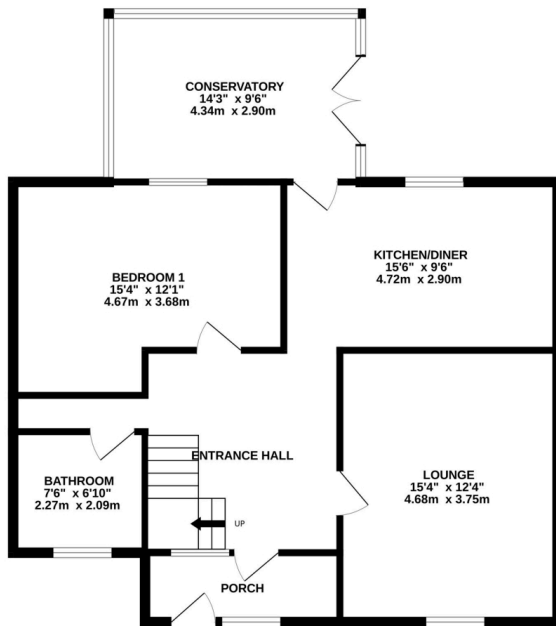 CONSERVATORY
14'3" x 9'6"
4.34m x 2.90m
KITCHEN/DINER
15'6" x 9'6"
4.72m x 2.90m
BEDROOM 1
15'4" x 12'1"
4.67m x 3.68m
ENTRANCE HALL
LOUNGE
15'4" x 12'4"
4.68m x 3.75m
BATHROOM
7'6" x 6'10"
2.27m x 2.09m
UP
PORCH